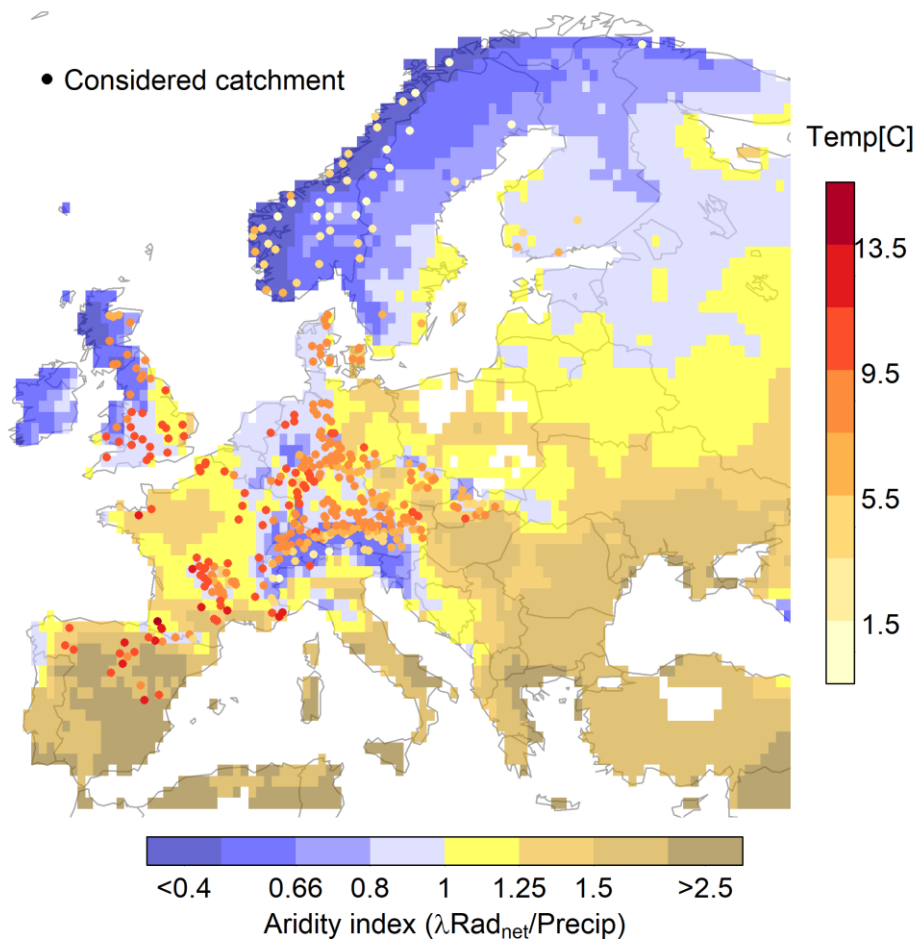 • Considered catchment
Temp[C]
13.5
9.5
5.5
1.5
<0.4 0.66 0.8 1 1.25 1.5 >2.5
Aridity index (λRadnet/Precip)